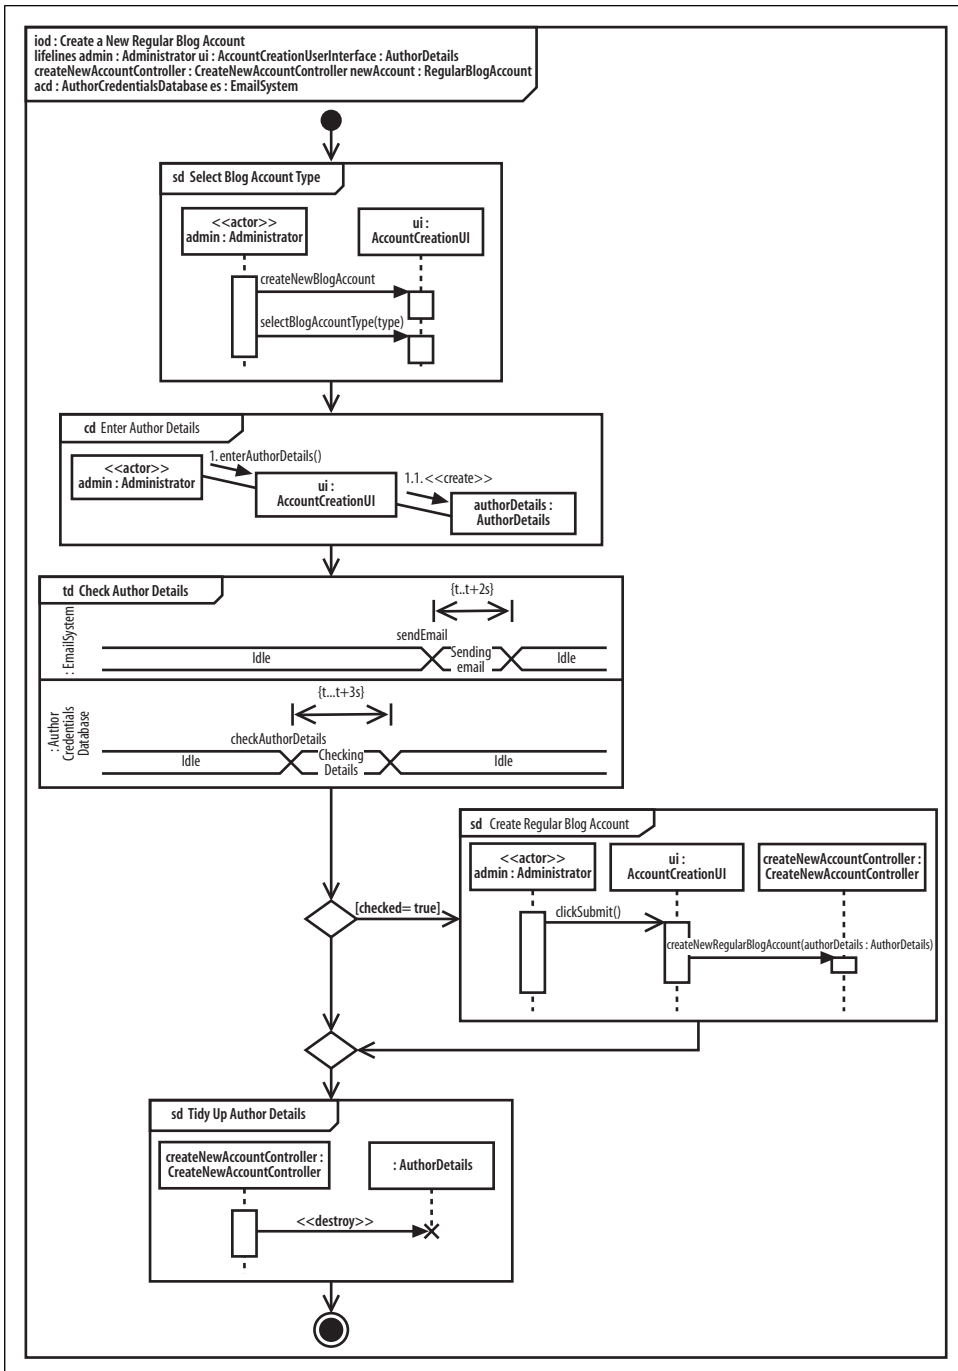 iod : Create a New Regular Blog Account
lifelines admin : Administrator ui : AccountCreationUserInterface : AuthorDetails
createNewAccountController : CreateNewAccountController newAccount : RegularBlogAccount
acd : AuthorCredentialsDatabase es : EmailSystem
sd Select Blog Account Type
<<actor>>
admin : Administrator
ui :
AccountCreationUI
createNewBlogAccount
selectBlogAccountType(type)
cd Enter Author Details
<<actor>>
admin : Administrator
1. enterAuthorDetails()
ui :
AccountCreationUI
1.1. <<create>>
authorDetails :
AuthorDetails
td Check Author Details
: EmailSystem
{t..t+2s}
sendEmail
Idle
Sending
email
Idle
: Author
Credentials
Database
{t...t+3s}
checkAuthorDetails
Idle
Checking
Details
Idle
[checked= true]
sd Create Regular Blog Account
<<actor>>
admin : Administrator
ui :
AccountCreationUI
createNewAccountController :
CreateNewAccountController
clickSubmit()
createNewRegularBlogAccount(authorDetails : AuthorDetails)
sd Tidy Up Author Details
createNewAccountController :
CreateNewAccountController
: AuthorDetails
<<destroy>>